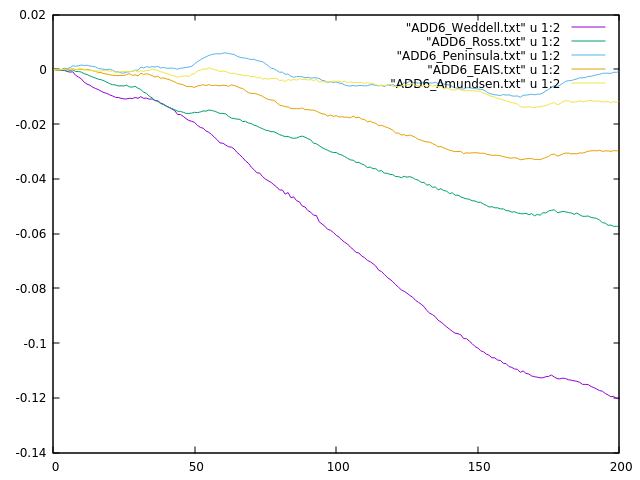 0.02
0
-0.02
-0.04
-0.06
-0.08
-0.1
-0.12
-0.14
0
50
100
150
200
"ADD6_Weddell.txt" u 1:2
"ADD6_Ross.txt" u 1:2
"ADD6_Peninsula.txt" u 1:2
"ADD6_EAIS.txt" u 1:2
"ADD6_Amundsen.txt" u 1:2